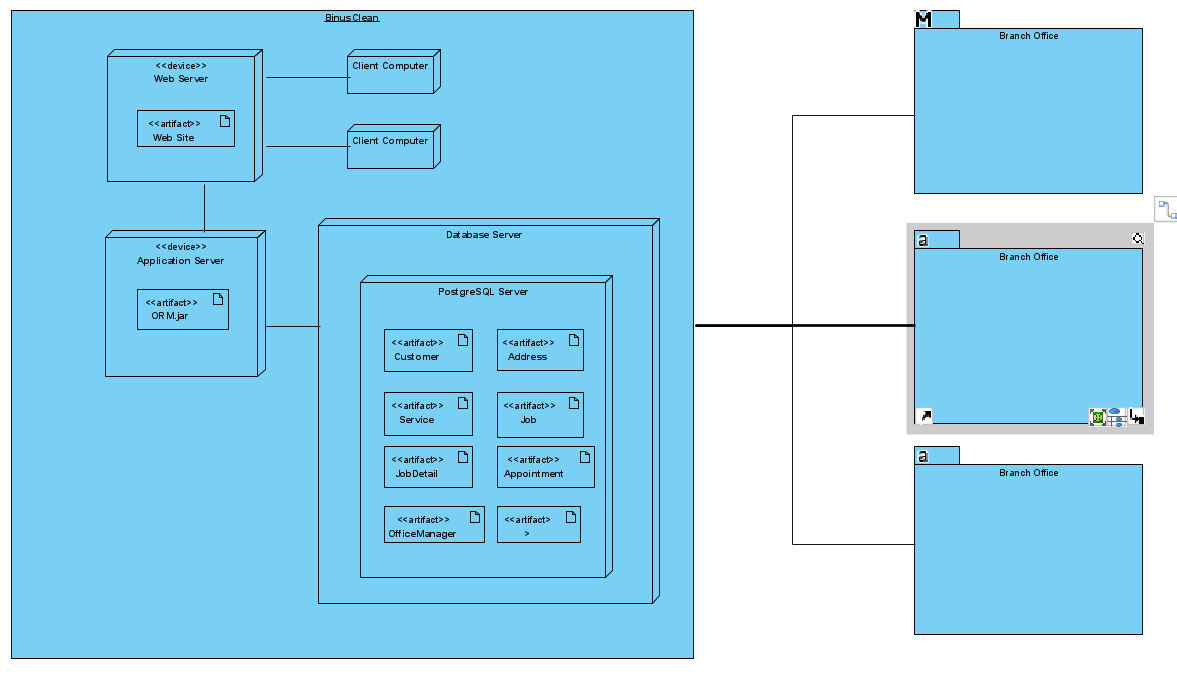 BinusClean
<<device>>
Web Server
<<artifact>>
Web Site
Client Computer
Client Computer
<<device>>
Application Server
<<artifact>>
ORM.jar
Database Server
PostgreSQL Server
<<artifact>>
Customer
<<artifact>>
Address
<<artifact>>
Service
<<artifact>>
Job
<<artifact>>
JobDetail
<<artifact>>
Appointment
<<artifact>>
OfficeManager
<<artifact>
>
M
Branch Office
a
Branch Office
a
Branch Office